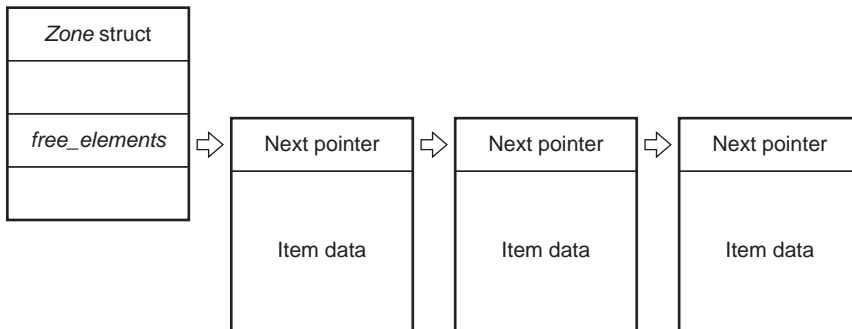 Zone struct
free_elements
Next pointer
Next pointer
Next pointer
Item data
Item data
Item data